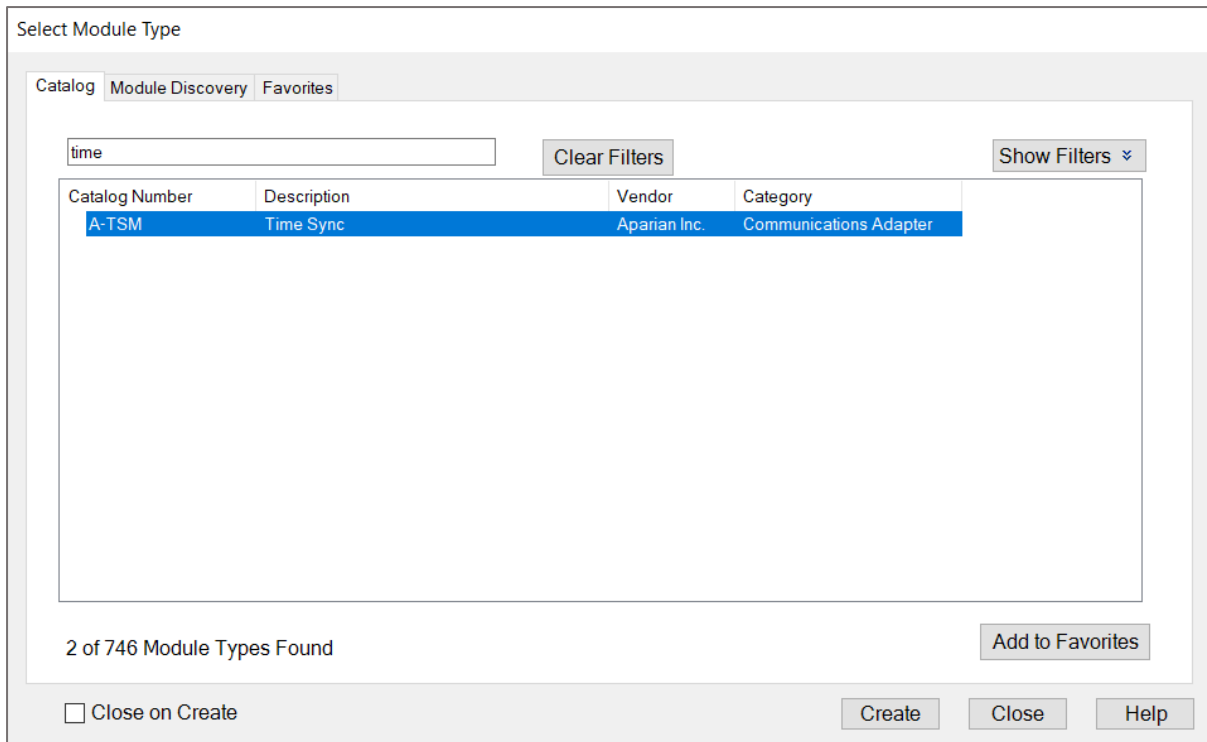 Select Module Type
Catalog Module Discovery Favorites
time Clear Filters Show Filters
Catalog Number Description Vendor Category
A-TSM Time Sync Aparian Inc. Communications Adapter
2 of 746 Module Types Found Add to Favorites
Close on Create Create Close Help